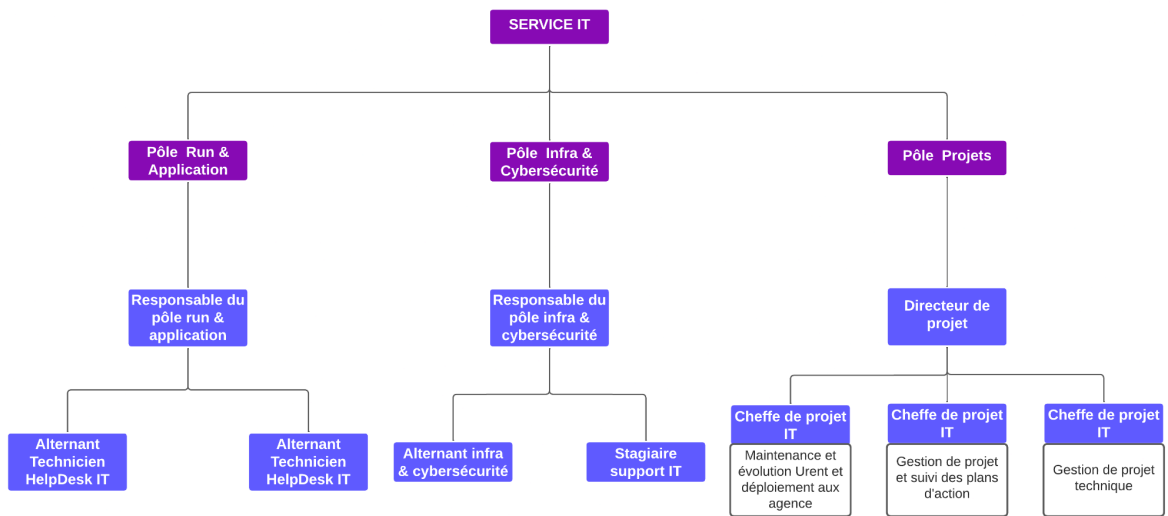 SERVICE IT
Pôle  Run &
Application
Pôle  Infra &
Cybersécurité
Pôle  Projets
Responsable du
pôle run &
application
Responsable du
pôle infra &
cybersécurité
Directeur de
projet
Alternant
Technicien
HelpDesk IT
Alternant
Technicien
HelpDesk IT
Alternant infra
& cybersécurité
Stagiaire
support IT
Cheffe de projet
IT
Maintenance et
évolution Urent et
déploiement aux
agence
Cheffe de projet
IT
Gestion de projet
et suivi des plans
d'action
Cheffe de projet
IT
Gestion de projet
technique